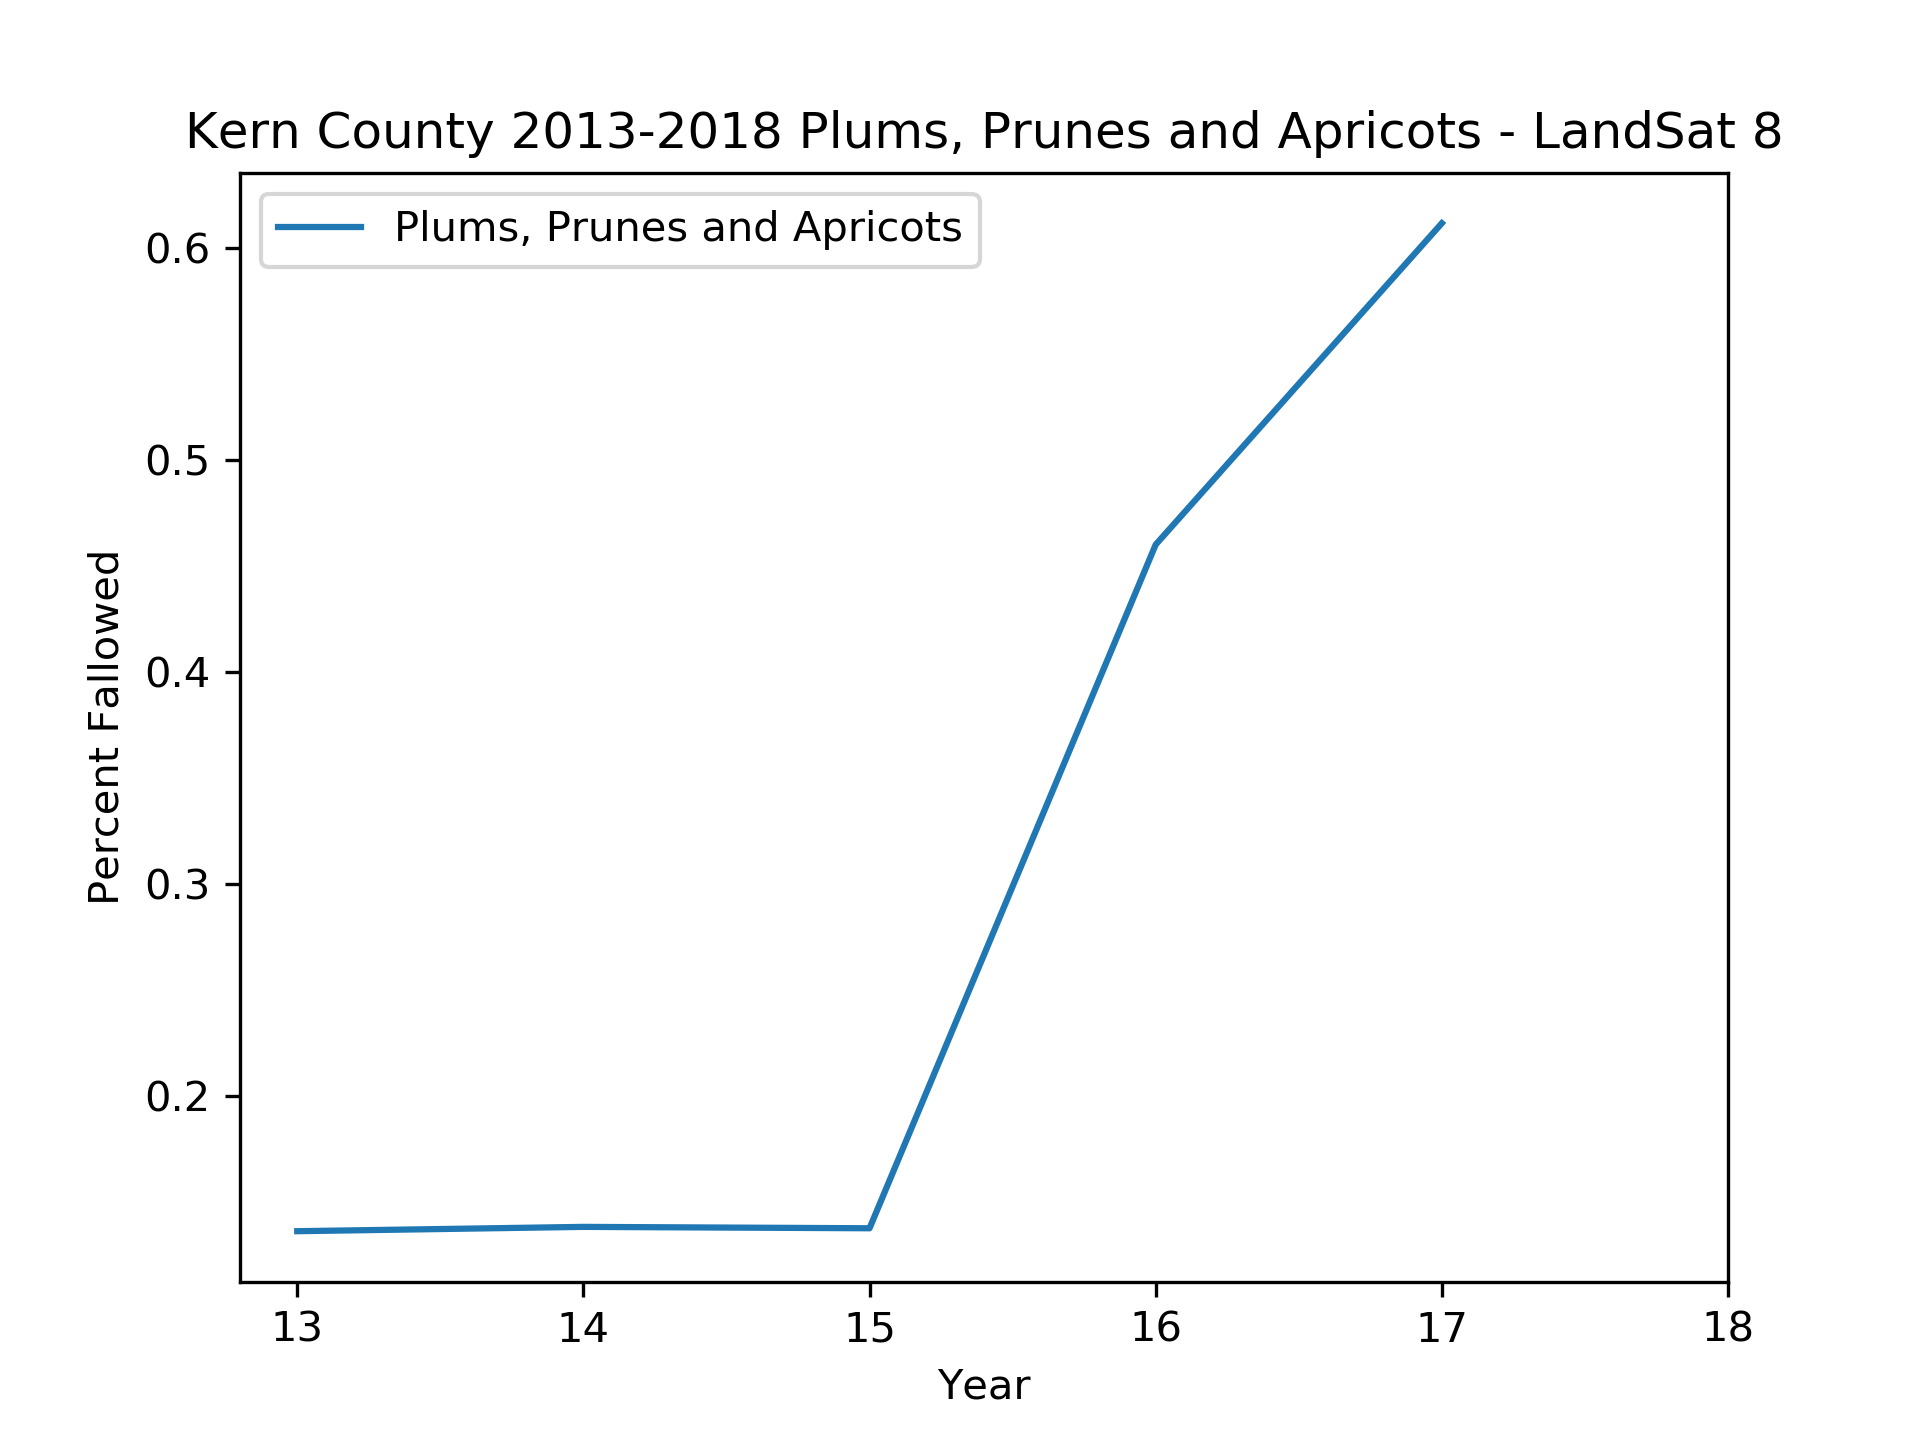 Kern County 2013-2018 Plums, Prunes and Apricots - LandSat 8
Plums, Prunes and Apricots
0.6
0.5
0.4
0.3
0.2
Percent Fallowed
13 14 15 16 17 18
Year